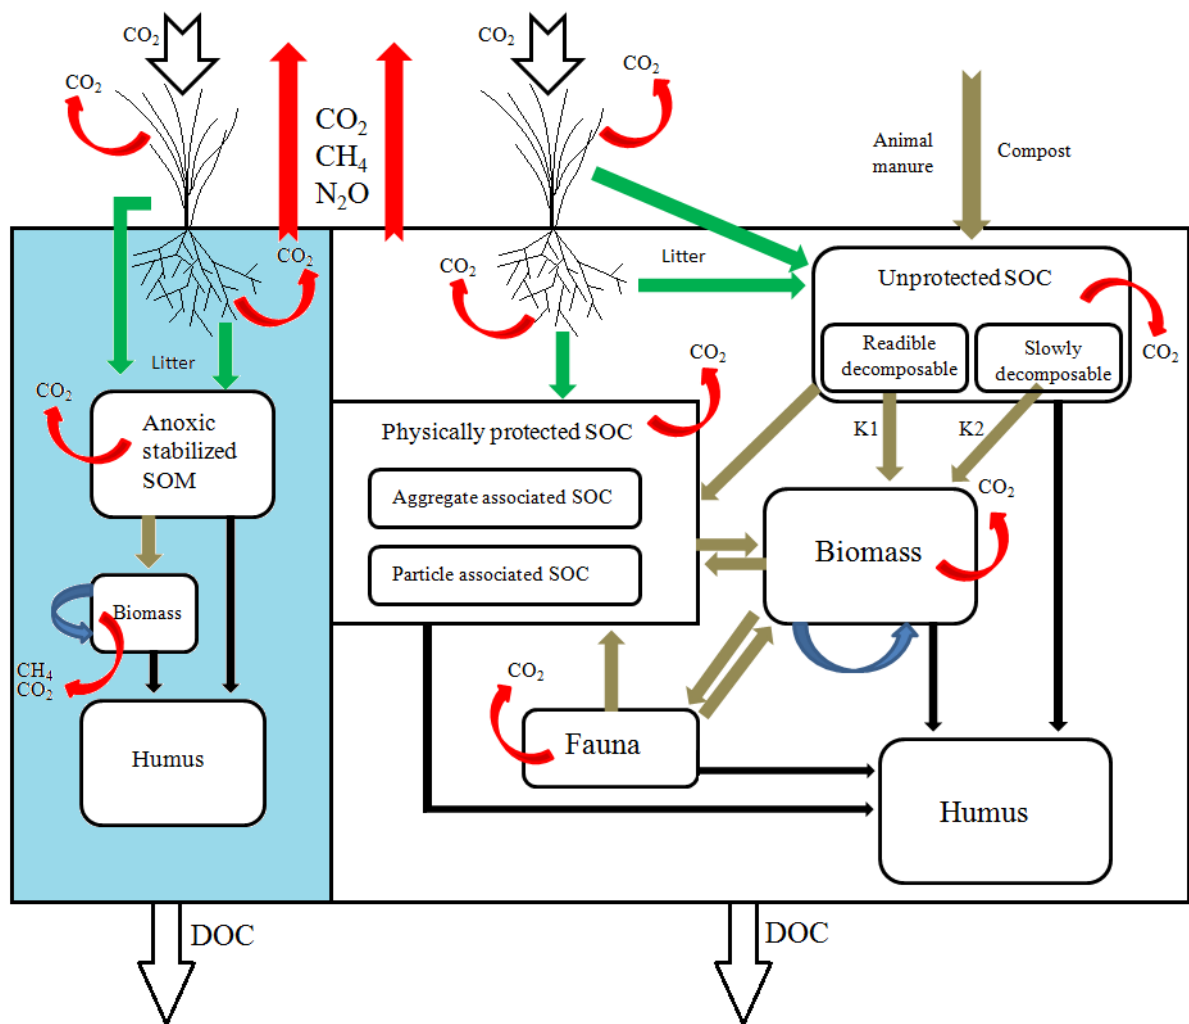 CO₂
CO₂
CO₂
CO₂
CO₂
CH₄
N₂O
Animal
manure
Compost
CO₂
CO₂
Litter
Unprotected SOC
Readible
decomposable
Slowly
decomposable
CO₂
Litter
CO₂
CO₂
Anoxic
stabilized
SOM
Physically protected SOC
K1
K2
Aggregate associated SOC
CO₂
Biomass
Particle associated SOC
Biomass
CH₄
CO₂
CO₂
Humus
Fauna
Humus
DOC
DOC